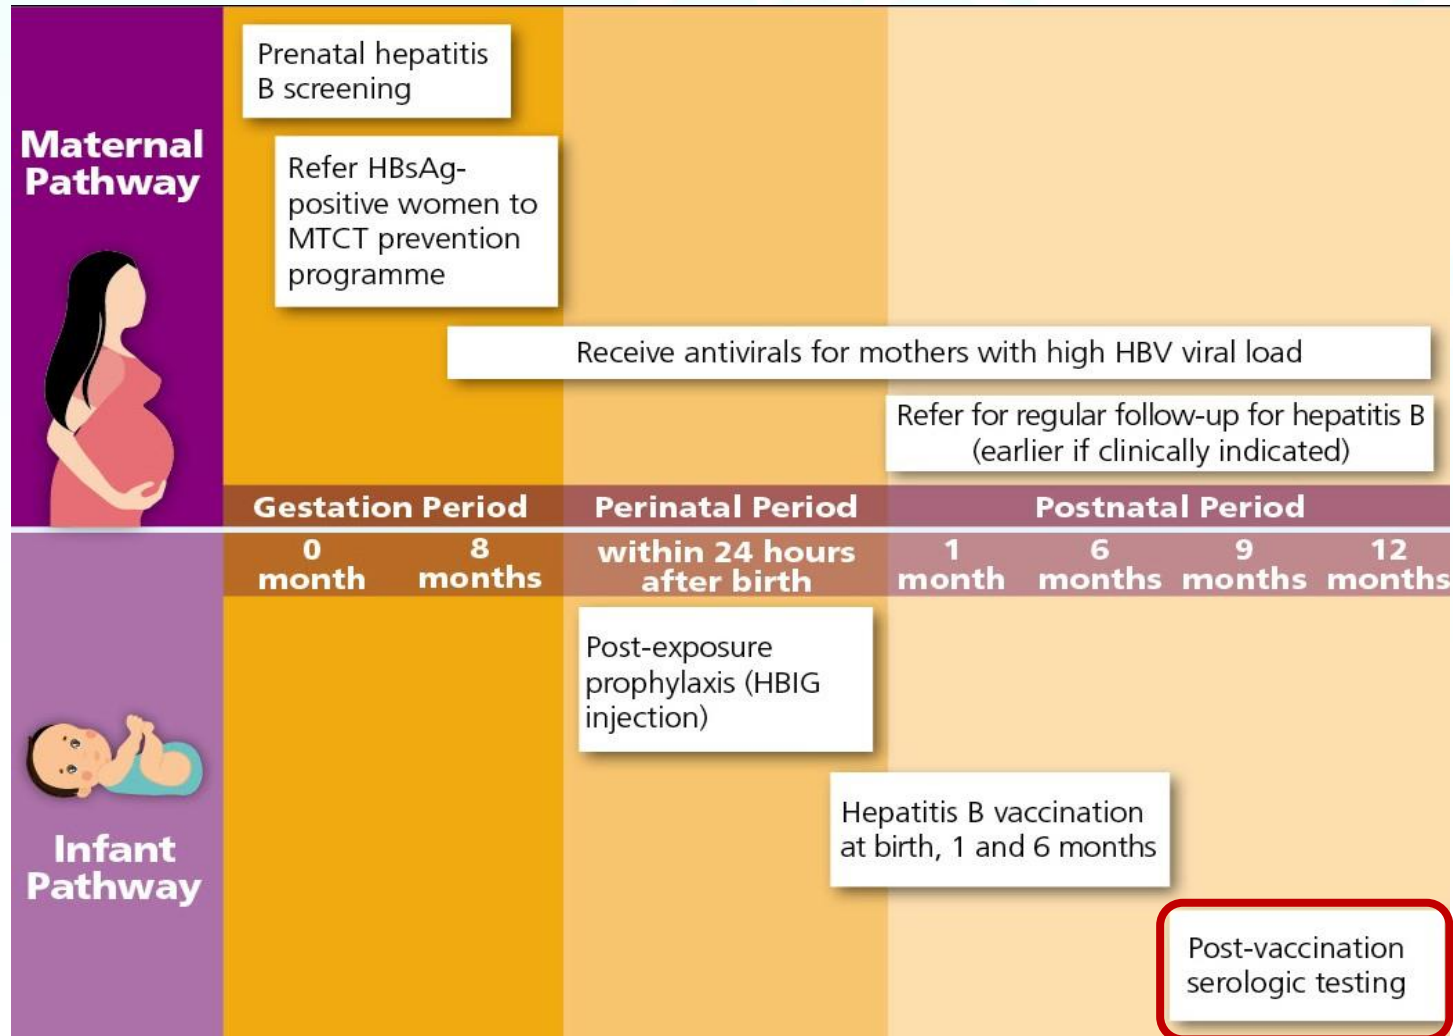 Maternal
Pathway
Prenatal hepatitis
B screening
Refer HBsAg-
positive women to
MTCT prevention
programme
Receive antivirals for mothers with high HBV viral load
Refer for regular follow-up for hepatitis B
(earlier if clinically indicated)
Gestation Period
Perinatal Period
Postnatal Period
0
month
8
months
within 24 hours
after birth
1
month
6
months
9
months
12
months
Infant
Pathway
Post-exposure
prophylaxis (HBIG
injection)
Hepatitis B vaccination
at birth, 1 and 6 months
Post-vaccination
serologic testing